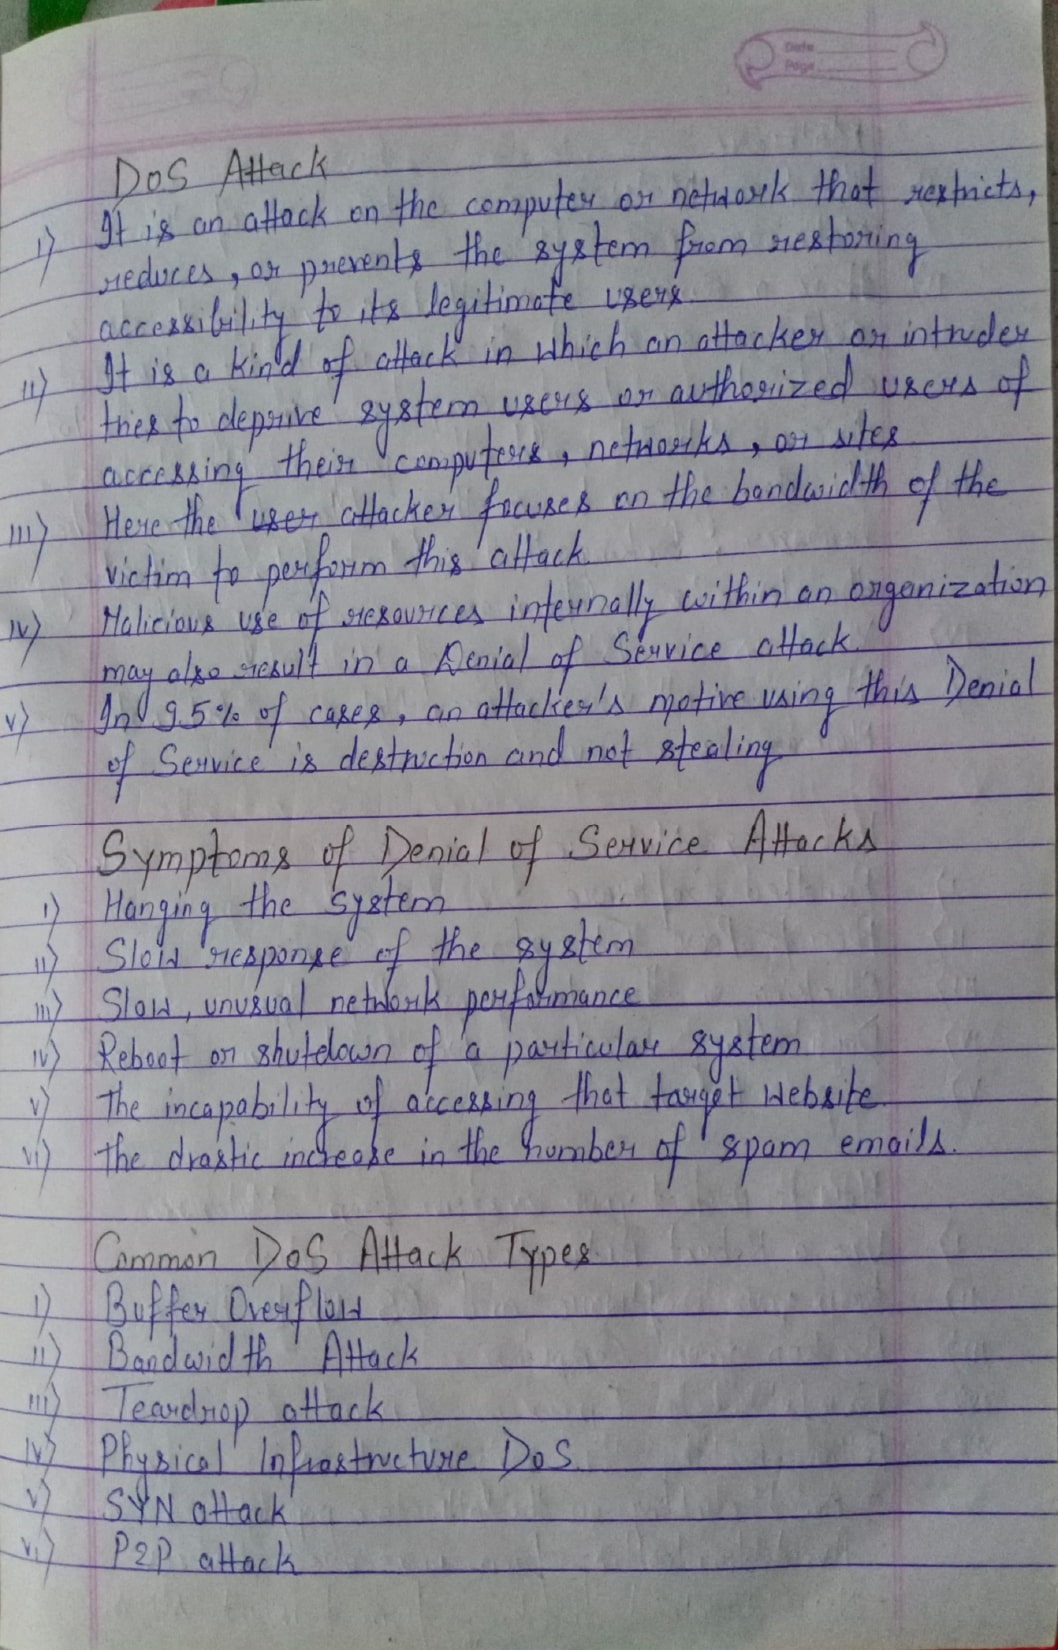 Date
Page
DoS Attack
i) It is an attack on the computer or network that restricts,
reduces, or prevents the system from restoring
accessibility to its legitimate users.
ii) It is a kind of attack in which an attacker or intruder
tries to deprive system users or authorized users of
accessing their computers, networks, or sites.
iii) Here the user attacker focuses on the bandwidth of the
victim to perform this attack.
iv) Malicious use of resources internally within an organization
may also result in a Denial of Service attack.
v) In 95% of cases, an attacker's motive using this Denial
of Service is destruction and not stealing
Symptoms of Denial of Service Attacks
i) Hanging the system
ii) Slow response of the system
iii) Slow, unusual network performance
iv) Reboot or shutdown of a particular system
v) The incapability of accessing that target website.
vi) the drastic increase in the number of spam emails.
Common DoS Attack Types
i) Buffer Overflow
ii) Bandwidth Attack
iii) Teardrop attack
iv) Physical Infrastructure DoS.
v) SYN attack
vi) P2P attack